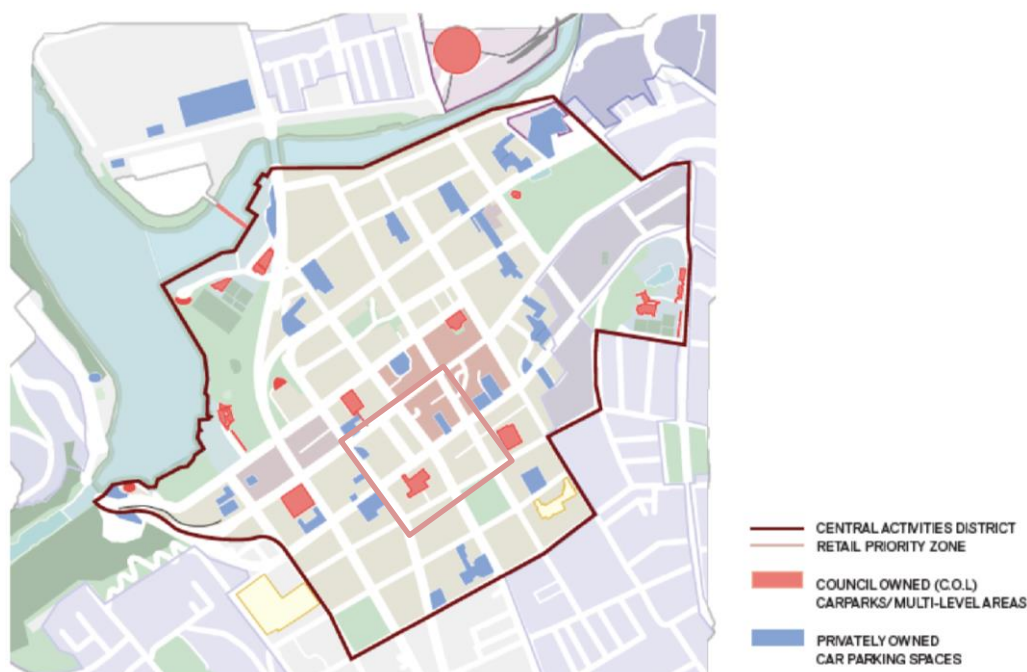 CENTRAL ACTIVITIES DISTRICT
RETAIL PRIORITY ZONE
COUNCIL OWNED (C.O.L)
CARPARKS/MULTI-LEVEL AREAS
PRIVATELY OWNED
CAR PARKING SPACES